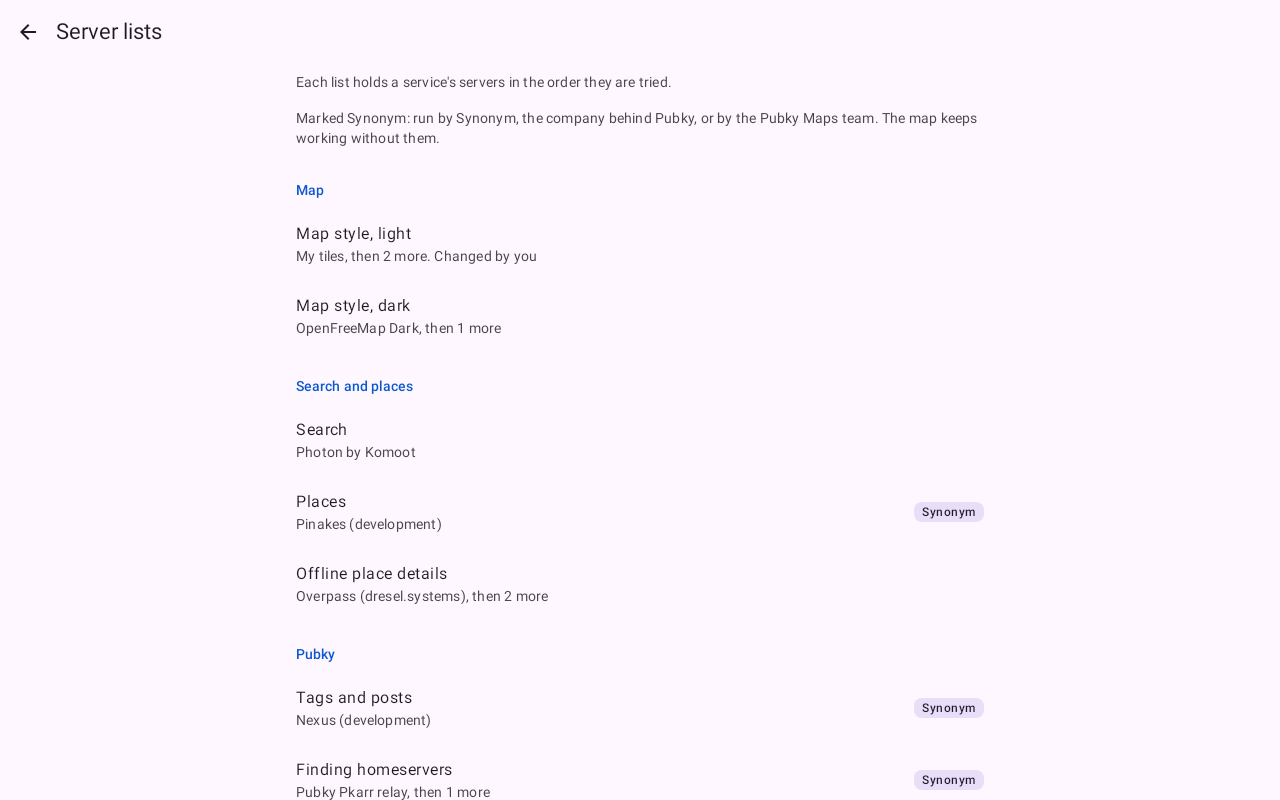 Server lists
Each list holds a service's servers in the order they are tried.
Marked Synonym: run by Synonym, the company behind Pubky, or by the Pubky Maps team. The map keeps
working without them.
Map
Map style, light
My tiles, then 2 more. Changed by you
Map style, dark
OpenFreeMap Dark, then 1 more
Search and places
Search
Photon by Komoot
Places
Pinakes (development)
Synonym
Offline place details
Overpass (dresel.systems), then 2 more
Pubky
Tags and posts
Nexus (development)
Synonym
Finding homeservers
Pubky Pkarr relay, then 1 more
Synonym